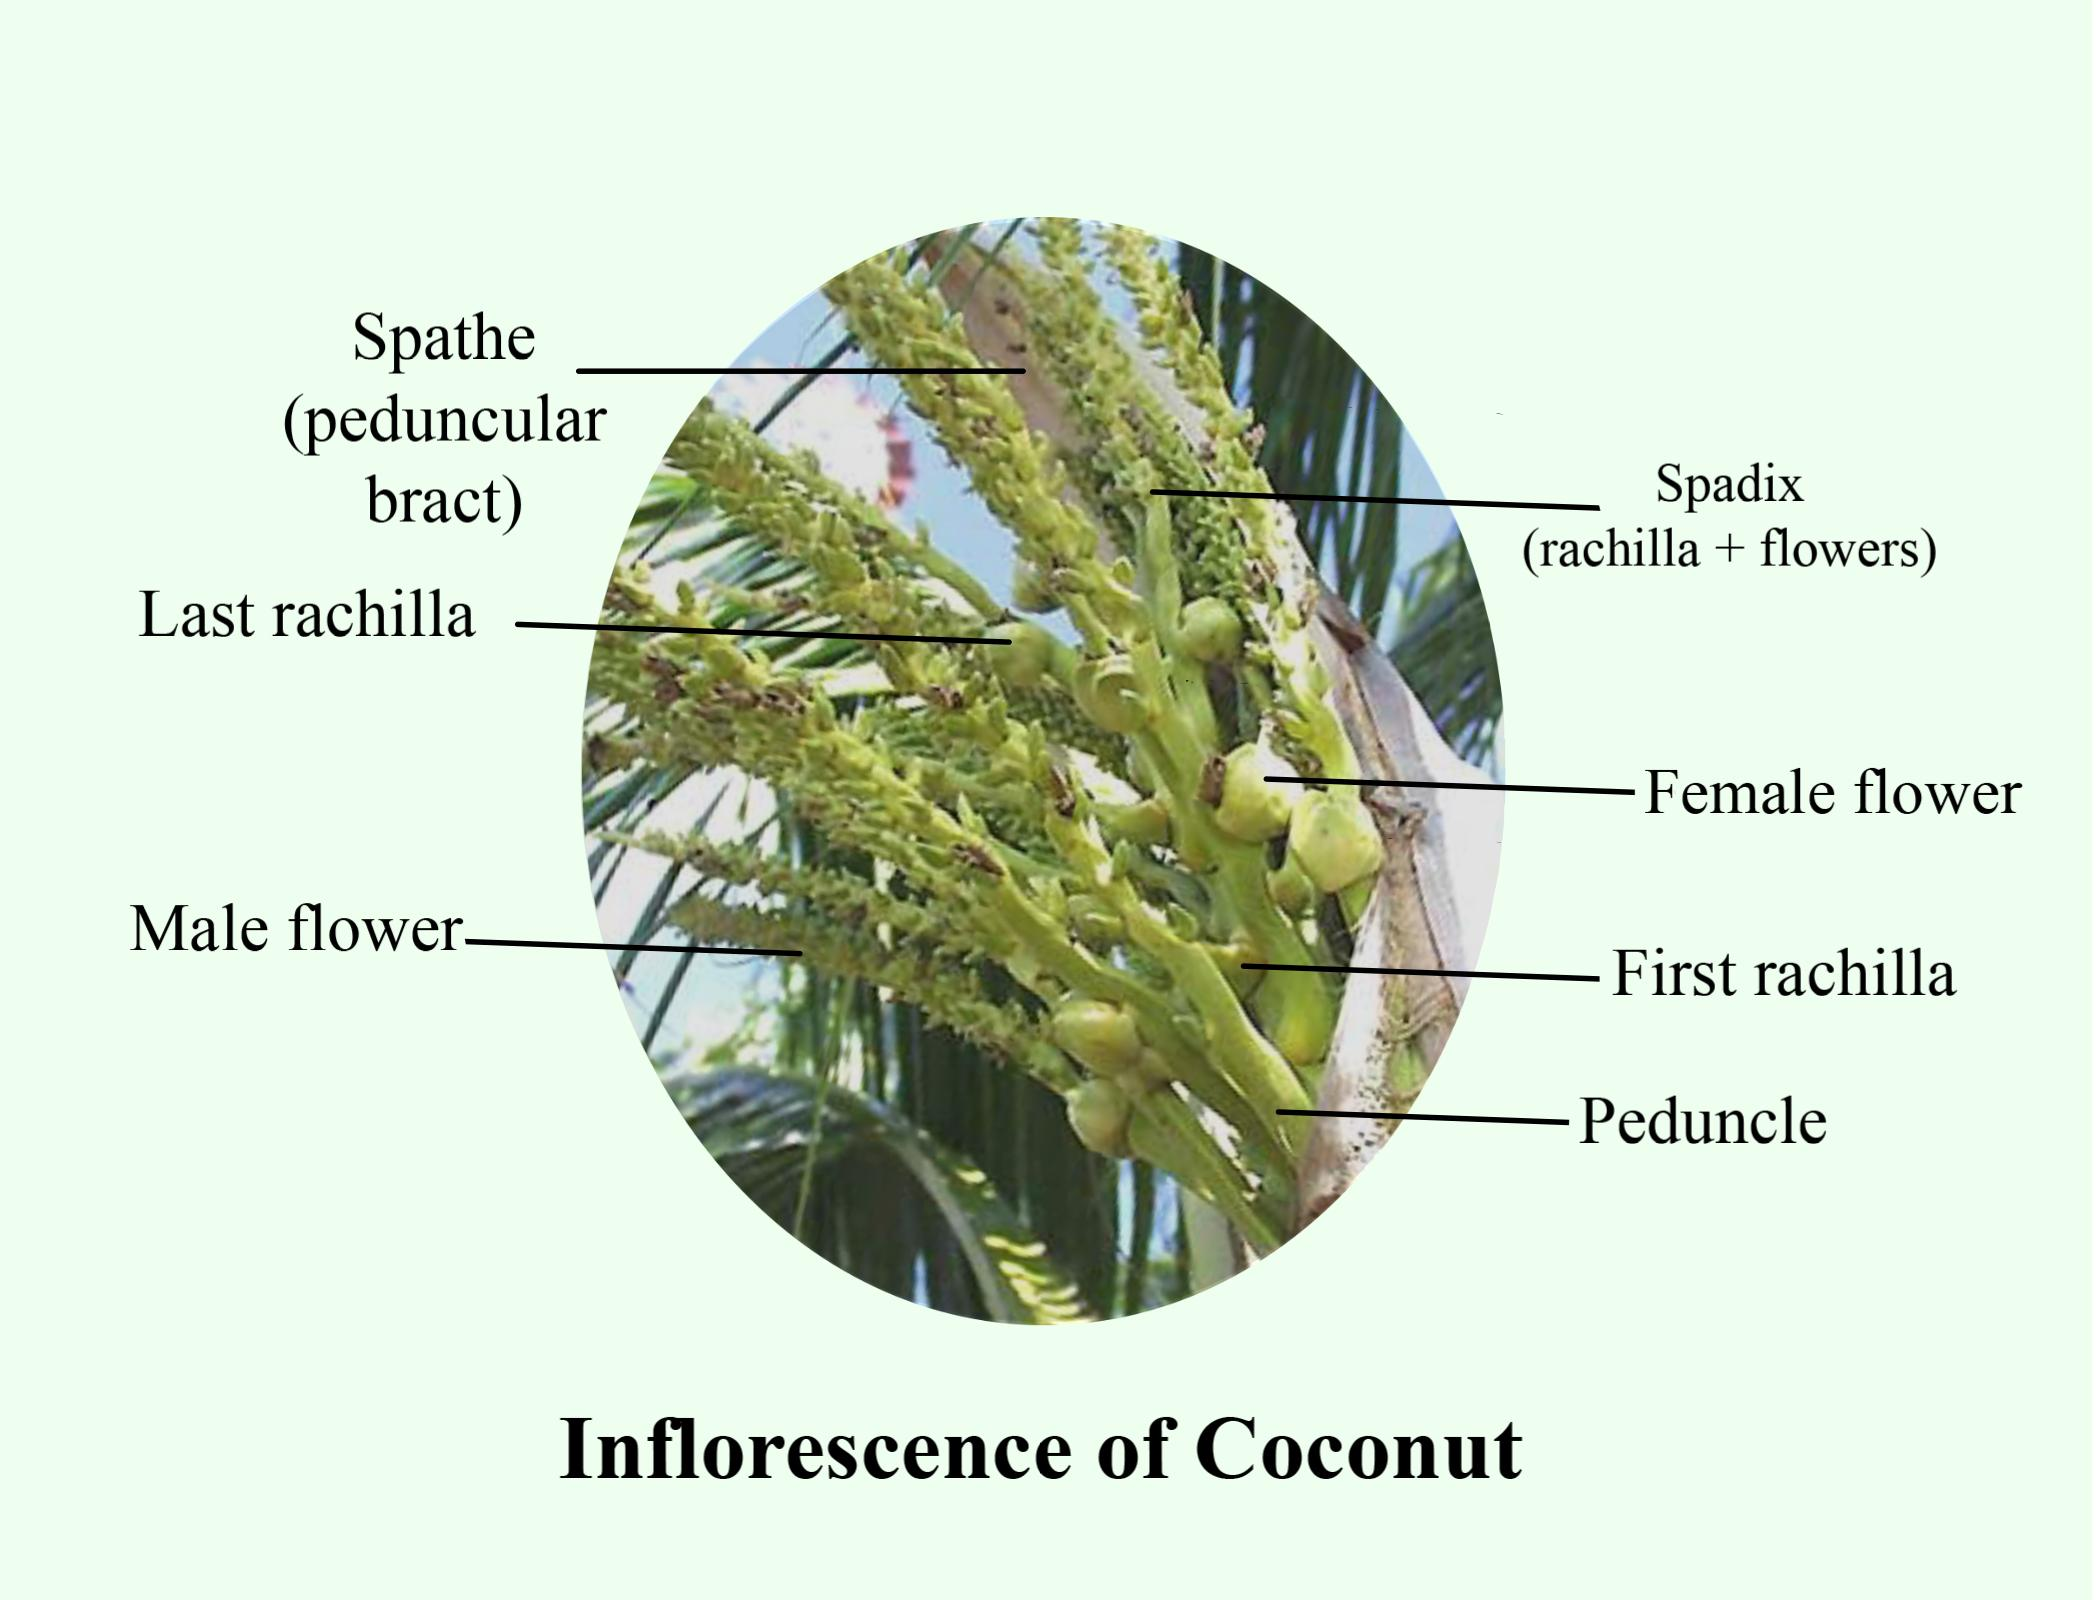 Spathe
(peduncular
bract)
Spadix
(rachilla + flowers)
Last rachilla
Female flower
Male flower
First rachilla
Peduncle
Inflorescence of Coconut